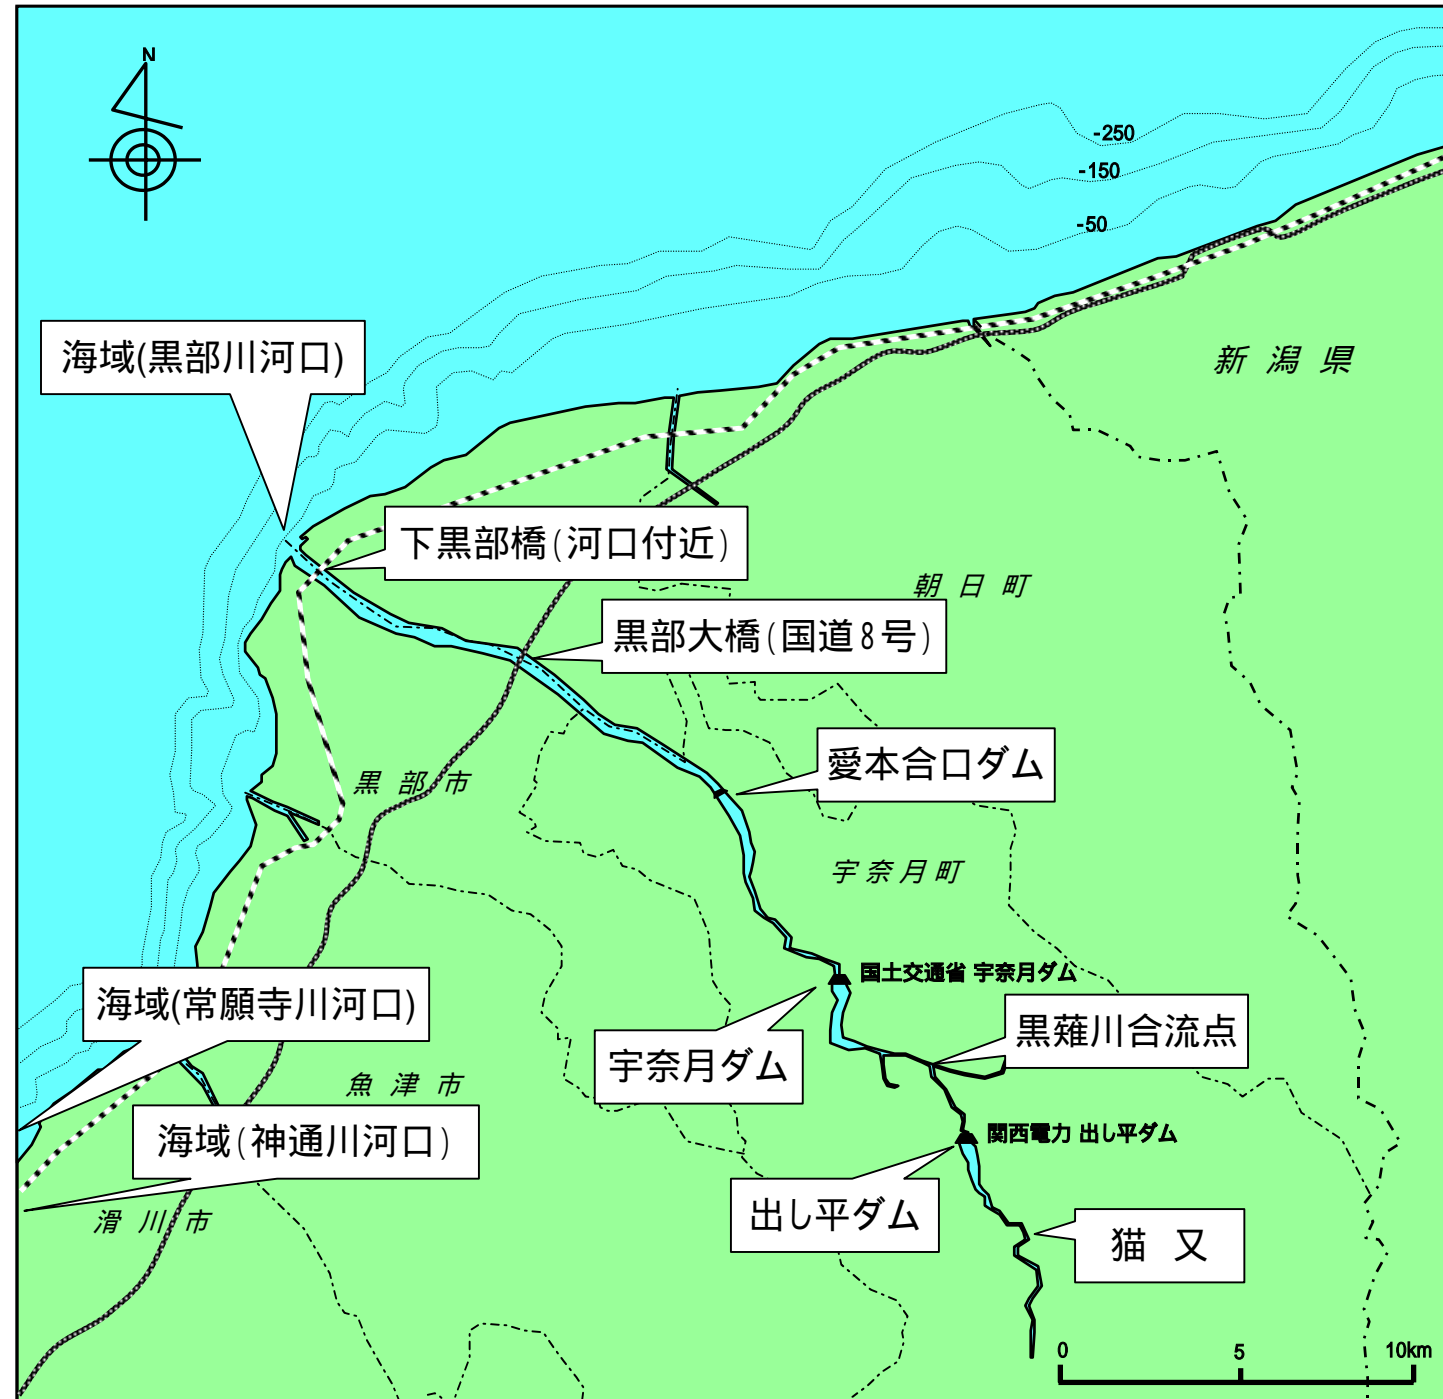 N
-250
-150
-50
海域(黒部川河口)
新潟県
下黒部橋(河口付近)
朝日町
黒部大橋(国道8号)
愛本合口ダム
黒部市
宇奈月町
国土交通省 宇奈月ダム
海域(常願寺川河口)
黒薙川合流点
宇奈月ダム
魚津市
海域(神通川河口)
関西電力 出し平ダム
出し平ダム
滑川市
猫又
0 5 10km